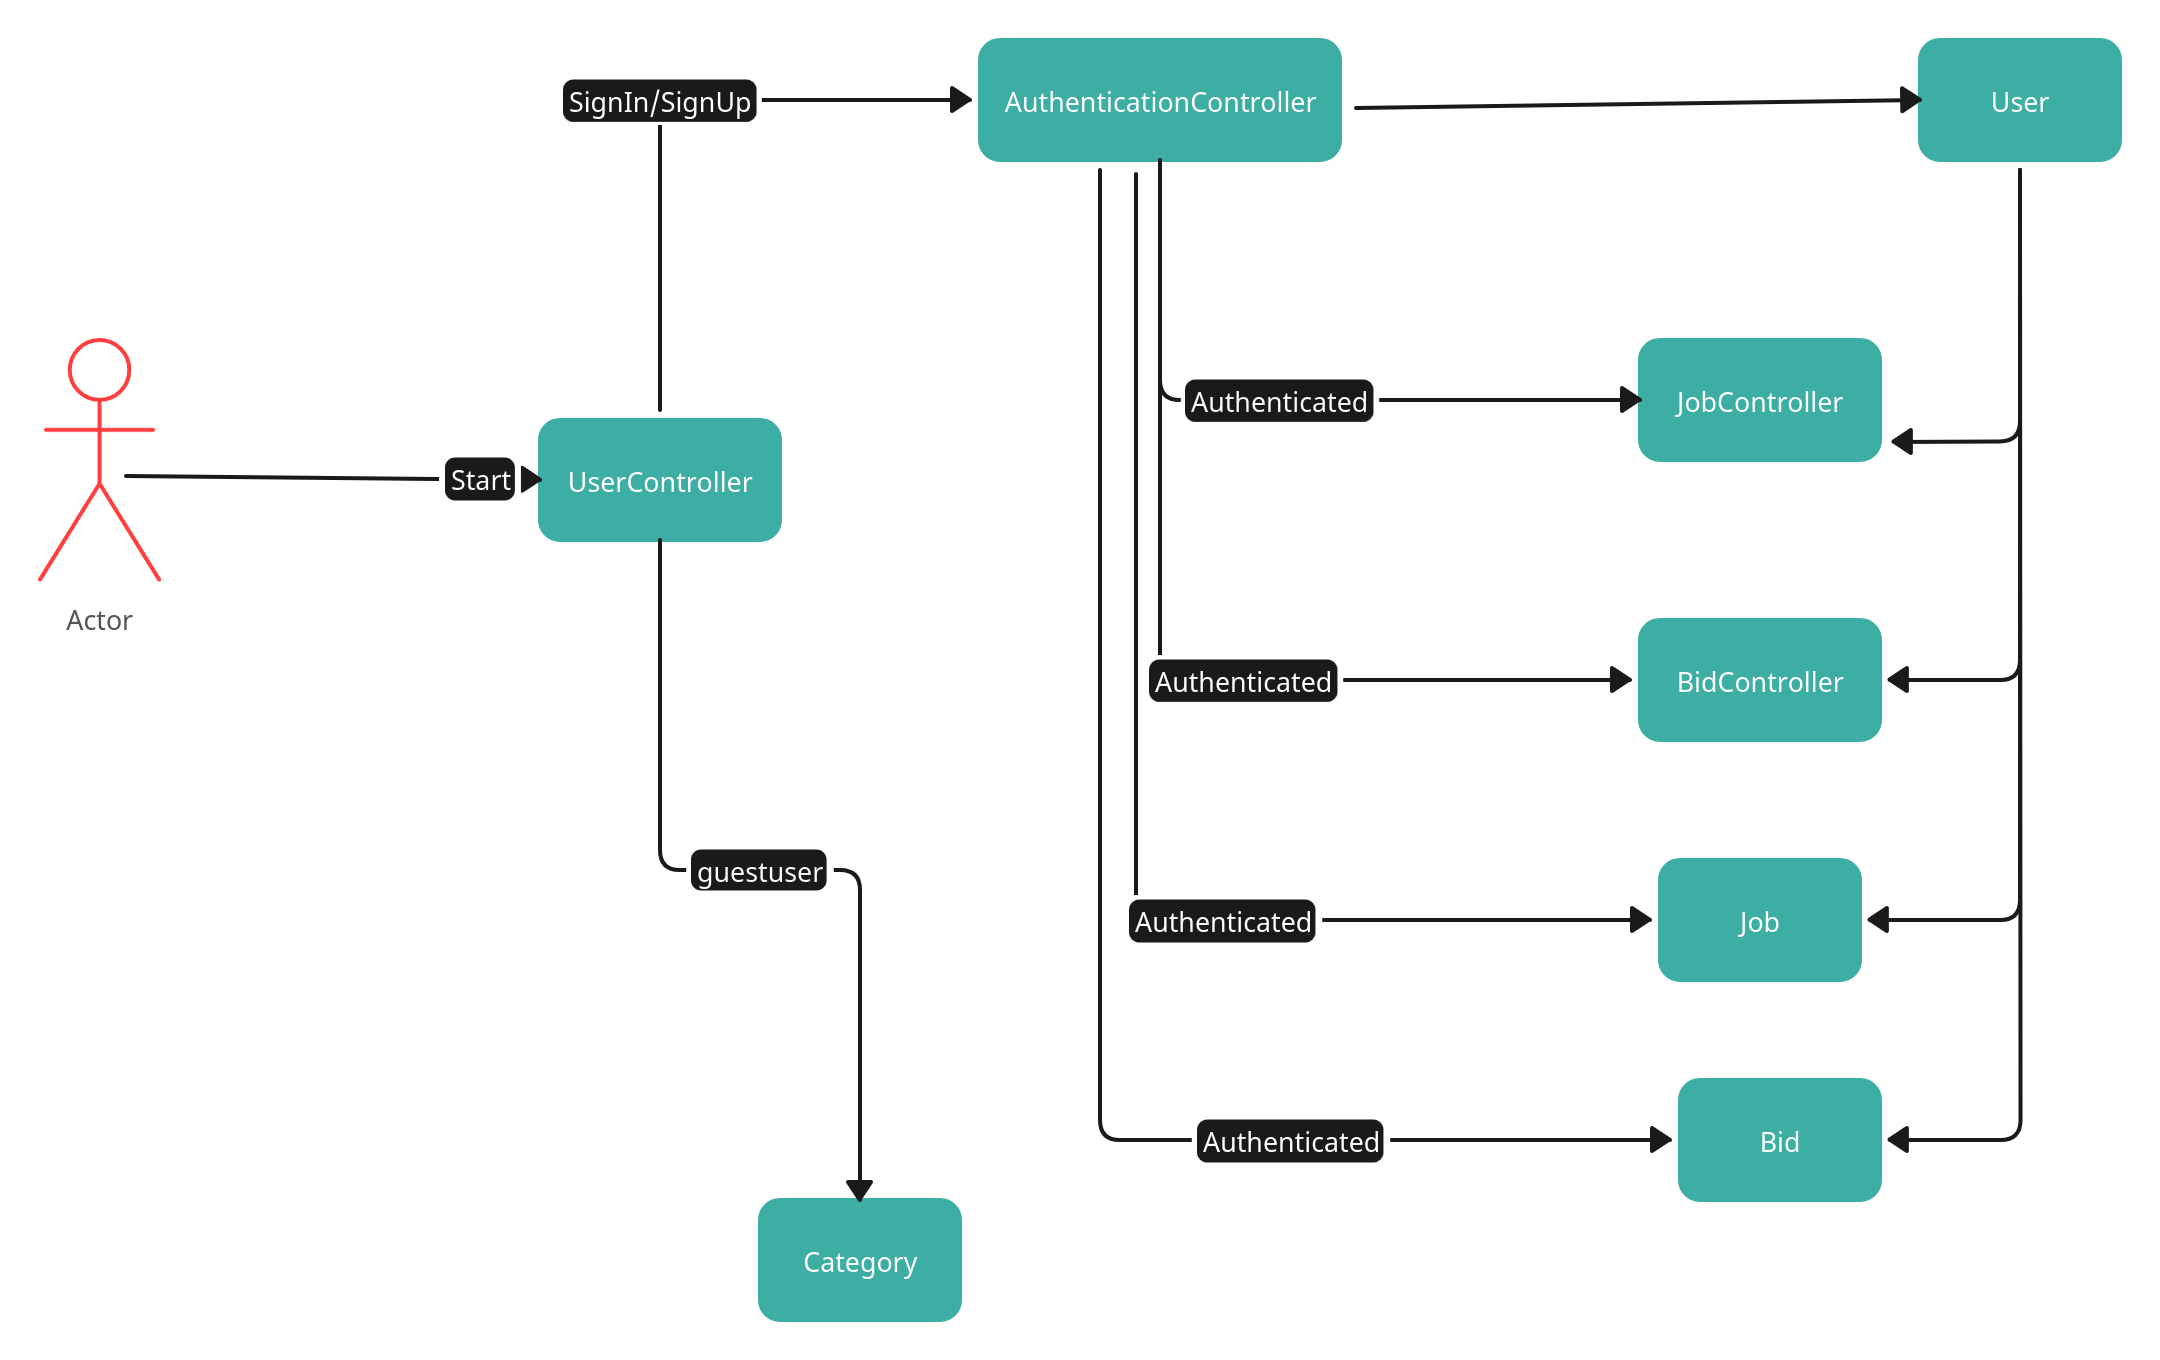 SignIn/SignUp
AuthenticationController
User
Authenticated
JobController
Start
UserController
Actor
Authenticated
BidController
guestuser
Authenticated
Job
Authenticated
Bid
Category